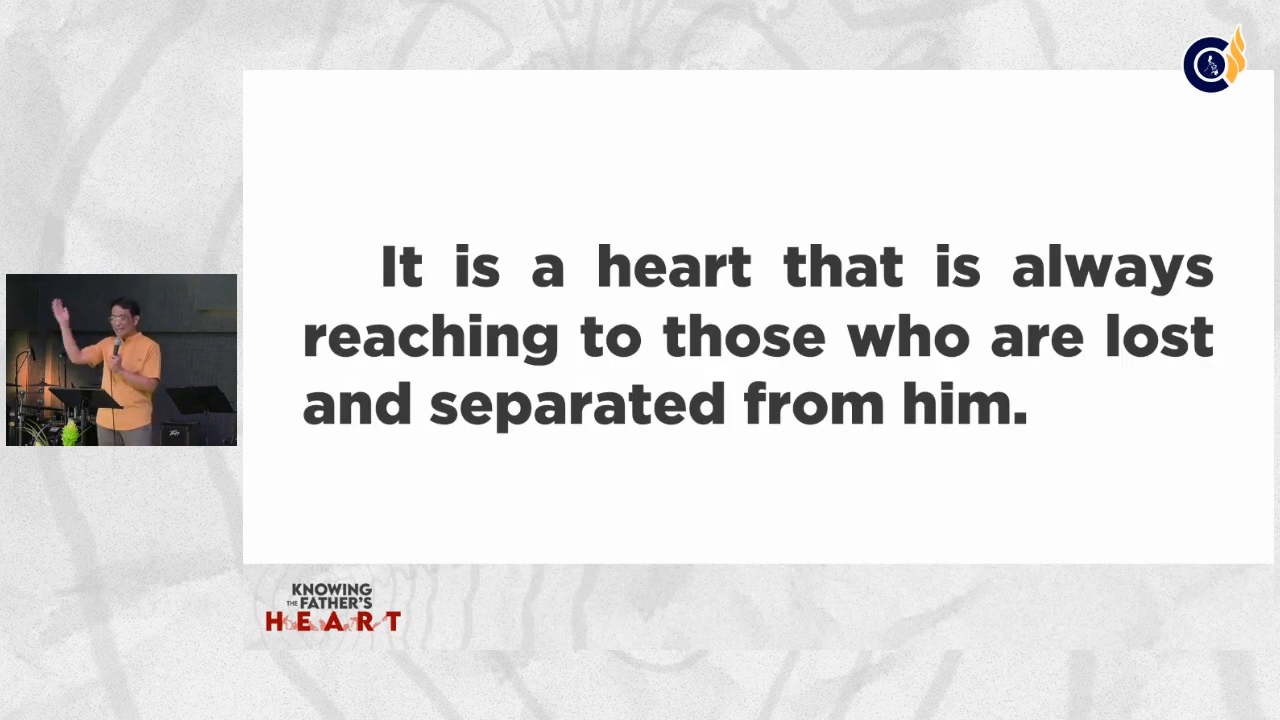 It is a heart that is always
reaching to those who are lost
and separated from him.
KNOWING
THE FATHER'S
HEART